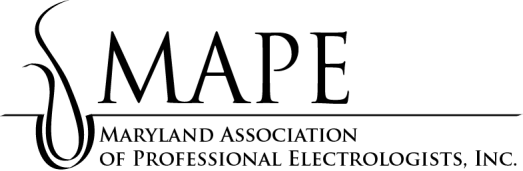 MAPE
Maryland Association
of Professional Electrologists, Inc.